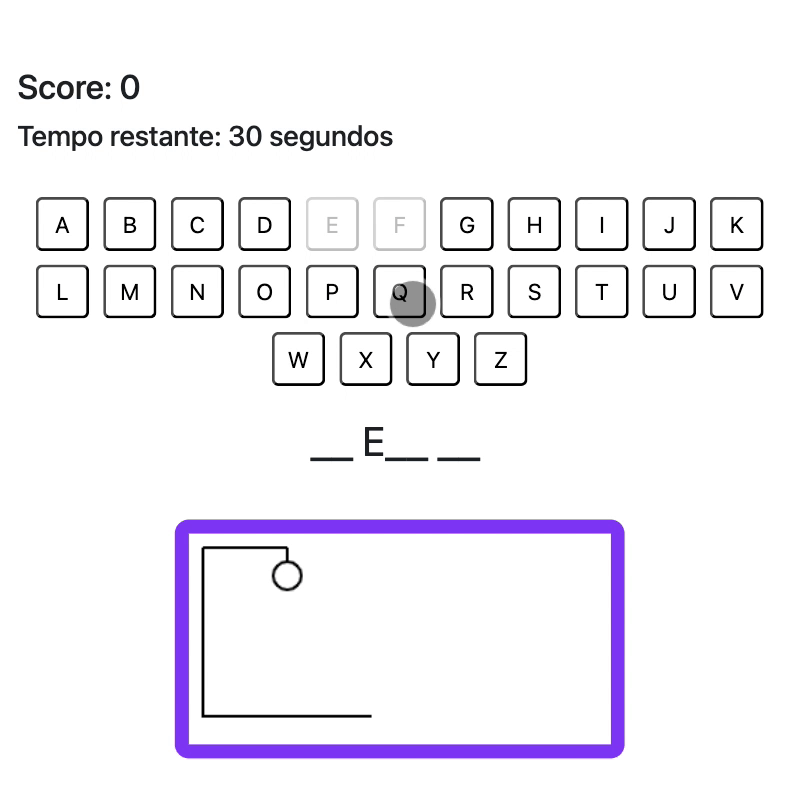 Score: 0
Tempo restante: 30 segundos
A B C D E F G H I J K
L M N O P Q R S T U V
W X Y Z
__ E__ __